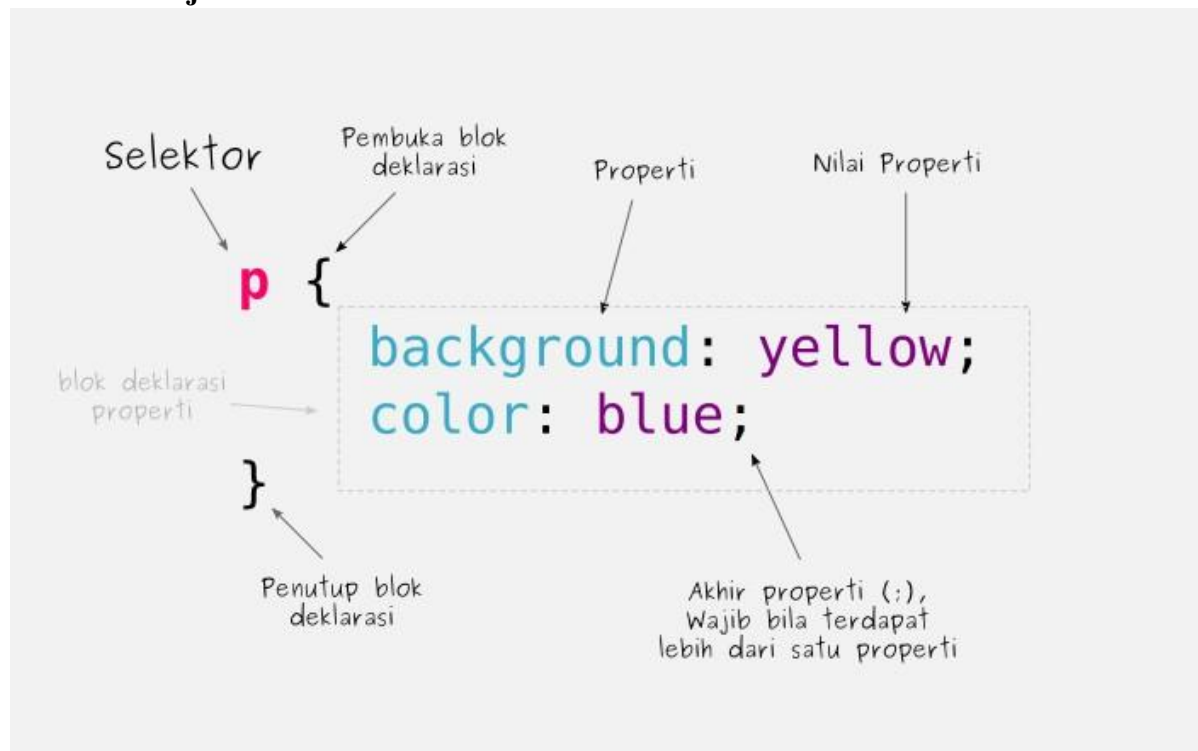 Selektor
Pembuka blok
deklarasi
Properti
Nilai Properti
p {
background: yellow;
color: blue;
blok deklarasi
properti
}
Penutup blok
deklarasi
Akhir properti (;),
Wajib bila terdapat
lebih dari satu properti